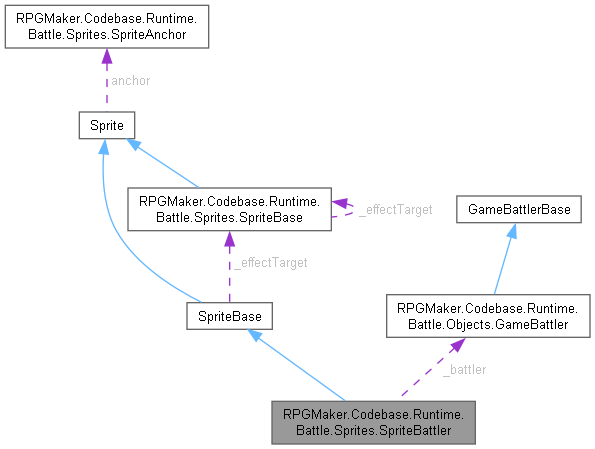 RPGMaker.Codebase.Runtime.
Battle.Sprites.SpriteAnchor
anchor
Sprite
RPGMaker.Codebase.Runtime.
Battle.Sprites.SpriteBase
_effectTarget
GameBattlerBase
_effectTarget
SpriteBase
RPGMaker.Codebase.Runtime.
Battle.Objects.GameBattler
_battler
RPGMaker.Codebase.Runtime.
Battle.Sprites.SpriteBattler